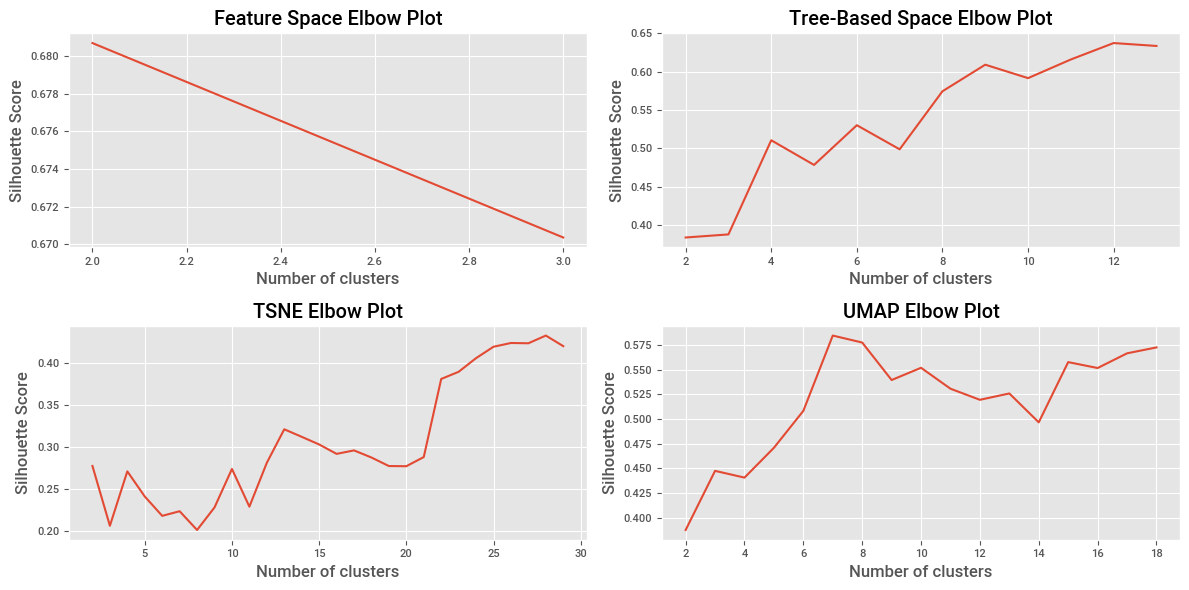 Feature Space Elbow Plot
Silhouette Score
0.680
0.678
0.676
0.674
0.672
0.670
2.0 2.2 2.4 2.6 2.8 3.0
Number of clusters
Tree-Based Space Elbow Plot
Silhouette Score
0.65
0.60
0.55
0.50
0.45
0.40
2 4 6 8 10 12
Number of clusters
TSNE Elbow Plot
Silhouette Score
0.40
0.35
0.30
0.25
0.20
5 10 15 20 25 30
Number of clusters
UMAP Elbow Plot
Silhouette Score
0.575
0.550
0.525
0.500
0.475
0.450
0.425
0.400
2 4 6 8 10 12 14 16 18
Number of clusters